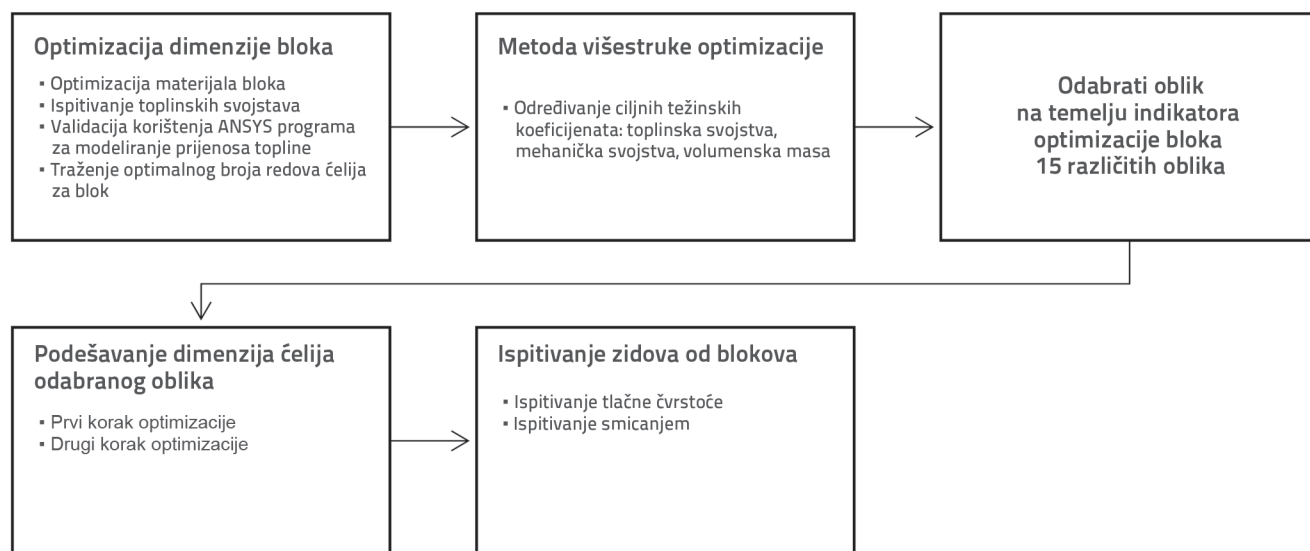 Optimizacija dimenzije bloka
▪ Optimizacija materijala bloka
▪ Ispitivanje toplinskih svojstava
▪ Validacija korištenja ANSYS programa
za modeliranje prijenosa topline
▪ Traženje optimalnog broja redova ćelija
za blok
Metoda višestruke optimizacije
▪ Određivanje ciljnih težinskih
koeficijenata: toplinska svojstva,
mehanička svojstva, volumenska masa
Odabrati oblik
na temelju indikatora
optimizacije bloka
15 različitih oblika
Podešavanje dimenzija ćelija
odabranog oblika
▪ Prvi korak optimizacije
▪ Drugi korak optimizacije
Ispitivanje zidova od blokova
▪ Ispitivanje tlačne čvrstoće
▪ Ispitivanje smicanjem